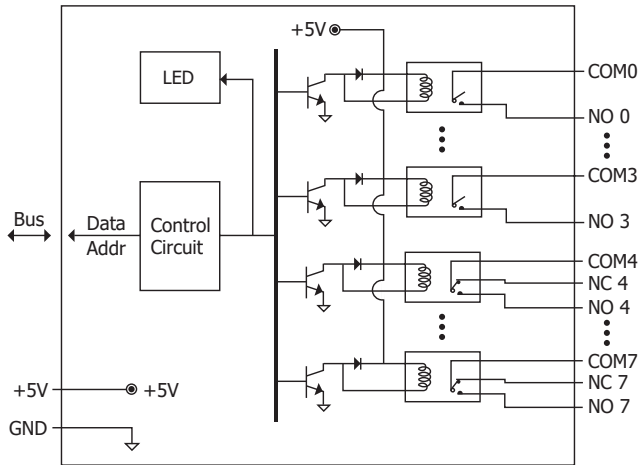 +5V
LED
COM0
NO 0
COM3
Bus
Data
Addr
Control
Circuit
NO 3
COM4
NC 4
NO 4
+5V
+5V
COM7
NC 7
GND
NO 7